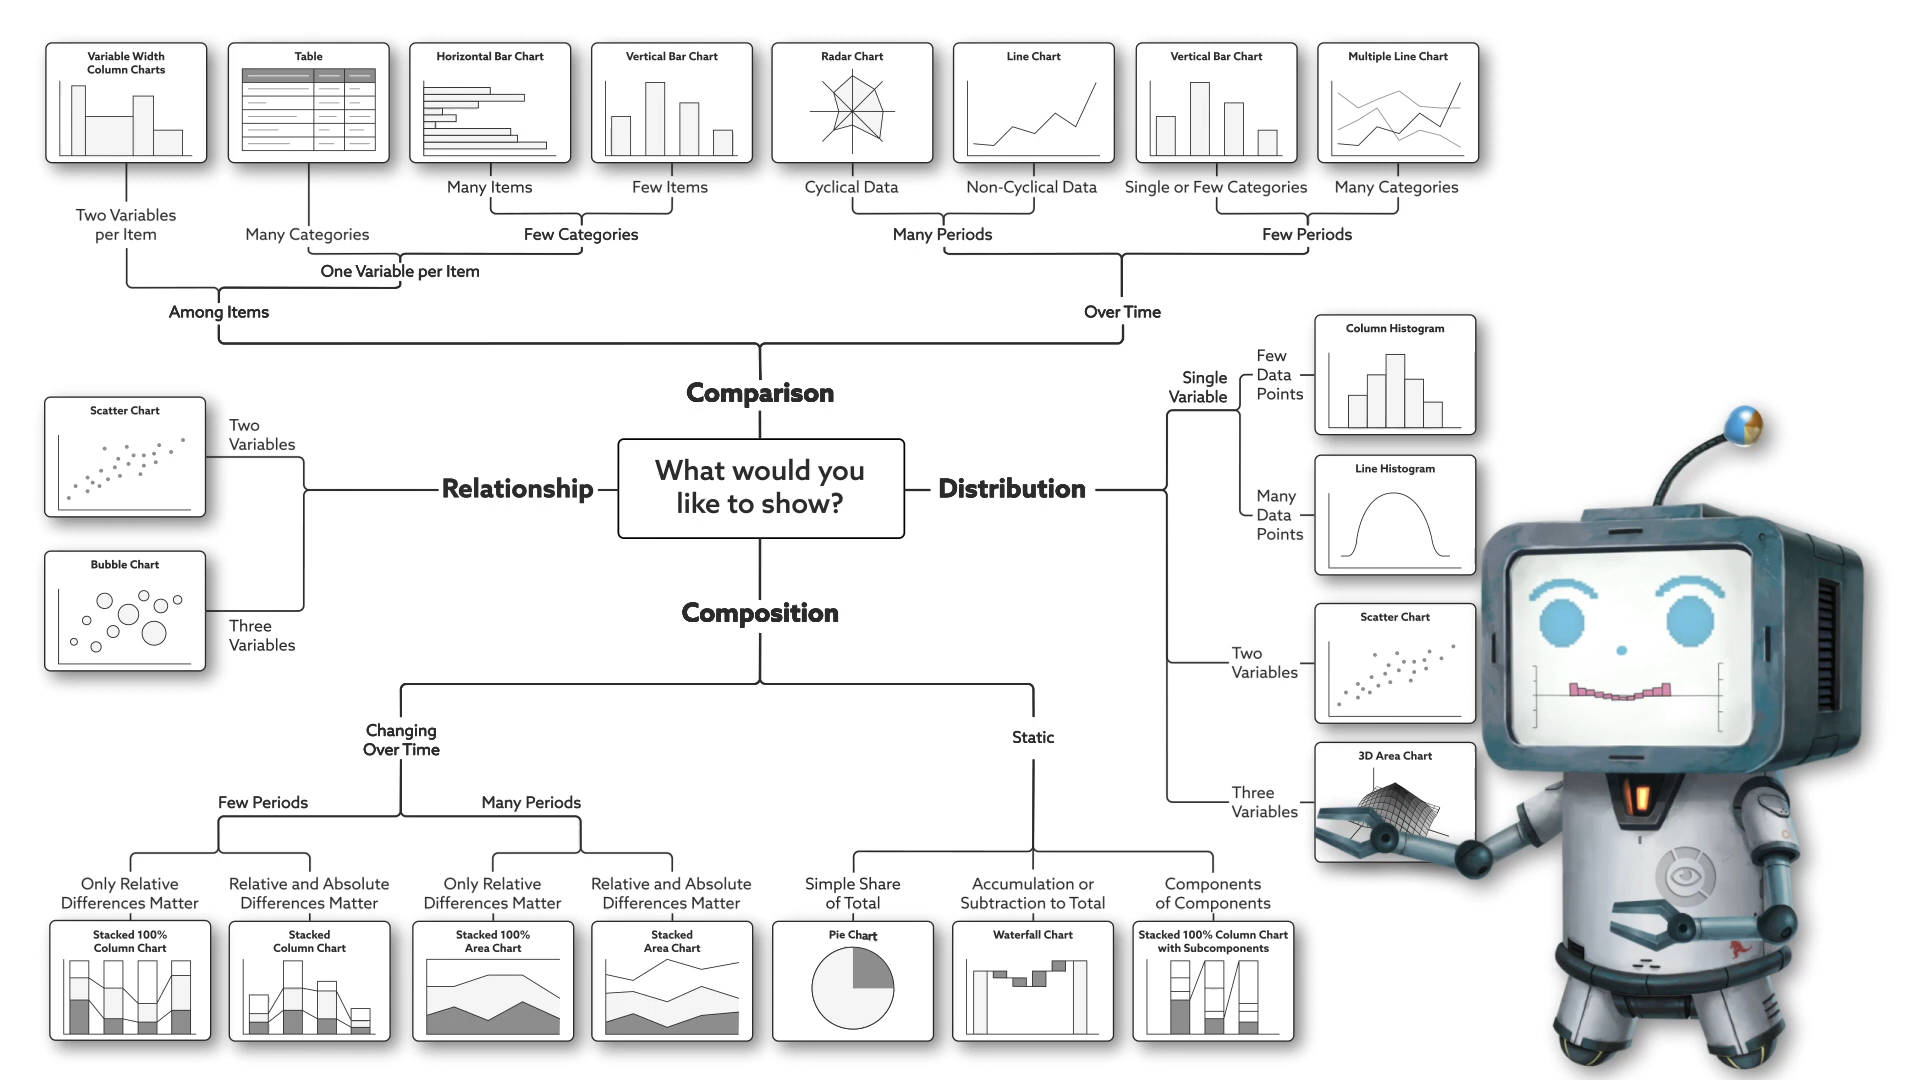 Variable Width
Column Charts
Table
Horizontal Bar Chart
Vertical Bar Chart
Radar Chart
Line Chart
Vertical Bar Chart
Multiple Line Chart
Many Items
Few Items
Cyclical Data
Non-Cyclical Data
Single or Few Categories
Many Categories
Two Variables
per Item
Many Categories
Few Categories
Many Periods
Few Periods
One Variable per Item
Among Items
Over Time
Comparison
What would you
like to show?
Relationship
Two
Variables
Scatter Chart
Three
Variables
Bubble Chart
Distribution
Single
Variable
Few
Data
Points
Column Histogram
Many
Data
Points
Line Histogram
Two
Variables
Scatter Chart
Three
Variables
3D Area Chart
Composition
Changing
Over Time
Static
Few Periods
Many Periods
Only Relative
Differences Matter
Relative and Absolute
Differences Matter
Only Relative
Differences Matter
Relative and Absolute
Differences Matter
Simple Share
of Total
Accumulation or
Subtraction to Total
Components
of Components
Stacked 100%
Column Chart
Stacked
Column Chart
Stacked 100%
Area Chart
Stacked
Area Chart
Pie Chart
Waterfall Chart
Stacked 100% Column Chart
with Subcomponents